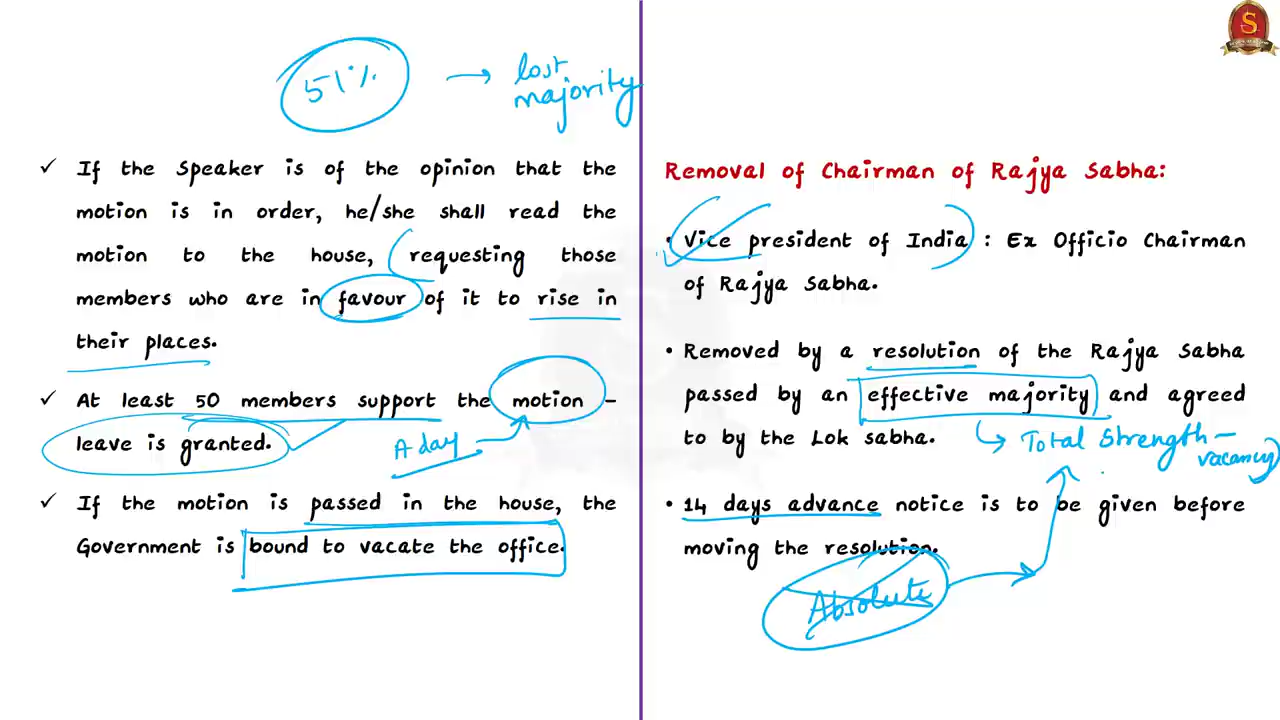 51%
lost
majority
✓ If the Speaker is of the opinion that the
motion is in order, he/she shall read the
motion to the house, requesting those
members who are in favour of it to rise in
their places.
✓ At least 50 members support the motion –
leave is granted.
A day
✓ If the motion is passed in the house, the
Government is bound to vacate the office.
Removal of Chairman of Rajya Sabha:
• Vice president of India : Ex Officio Chairman
of Rajya Sabha.
• Removed by a resolution of the Rajya Sabha
passed by an effective majority and agreed
to by the Lok sabha.
Total Strength –
vacancy
• 14 days advance notice is to be given before
moving the resolution.
Absolute
S